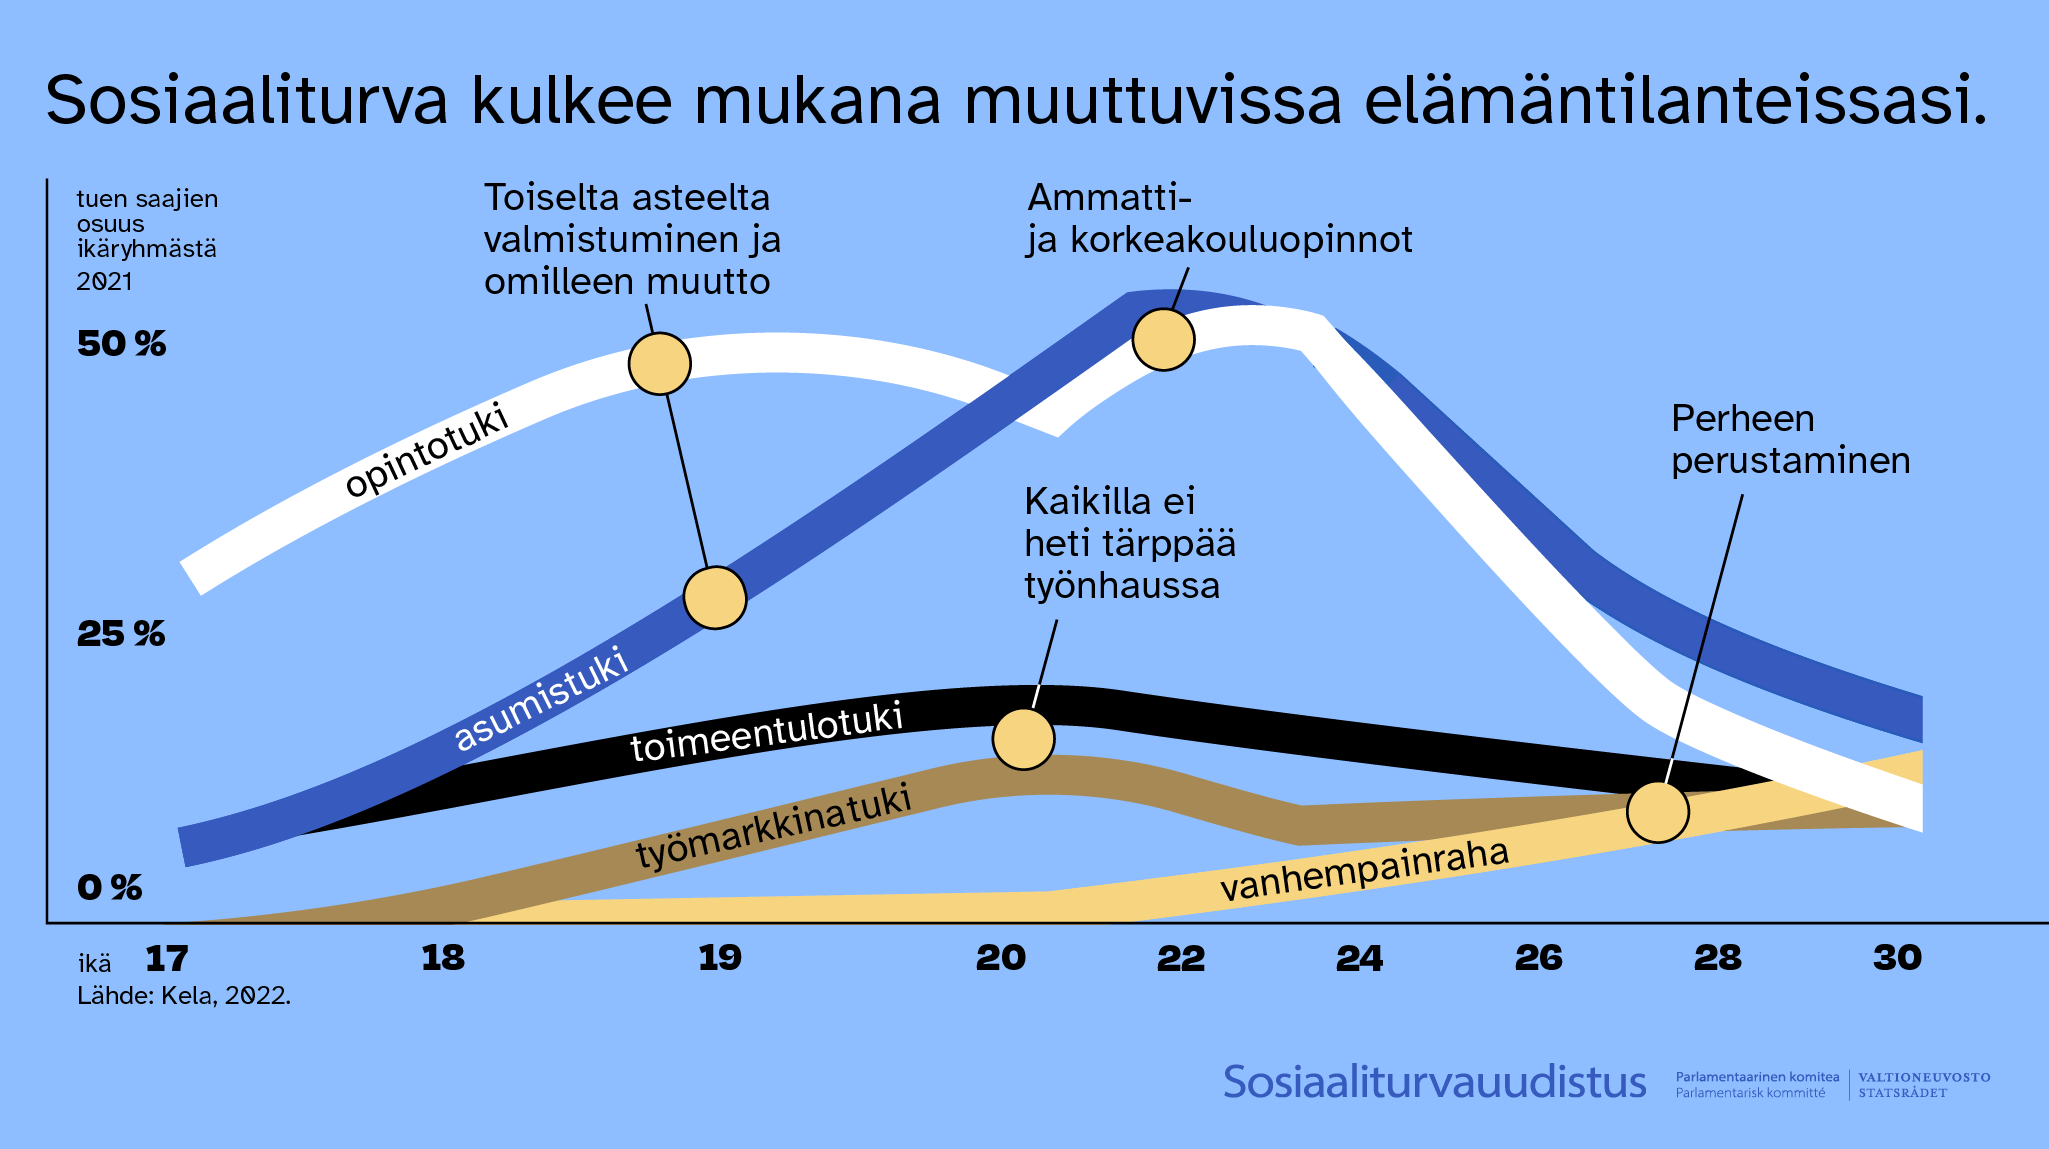 Sosiaaliturva kulkee mukana muuttuvissa elämäntilanteissasi.
tuen saajien
osuus
ikäryhmästä
2021
50 %
25 %
0 %
Toiselta asteelta
valmistuminen ja
omilleen muutto
Ammatti-
ja korkeakouluopinnot
Kaikilla ei
heti tärppää
työnhaussa
Perheen
perustaminen
opintotuki
asumistuki
toimeentulotuki
työmarkkinatuki
vanhempainraha
ikä 17 18 19 20 22 24 26 28 30
Lähde: Kela, 2022.
Sosiaaliturvauudistus
Parlamentaarinen komitea
Parlamentarisk kommitté
VALTIONEUVOSTO
STATSRÅDET